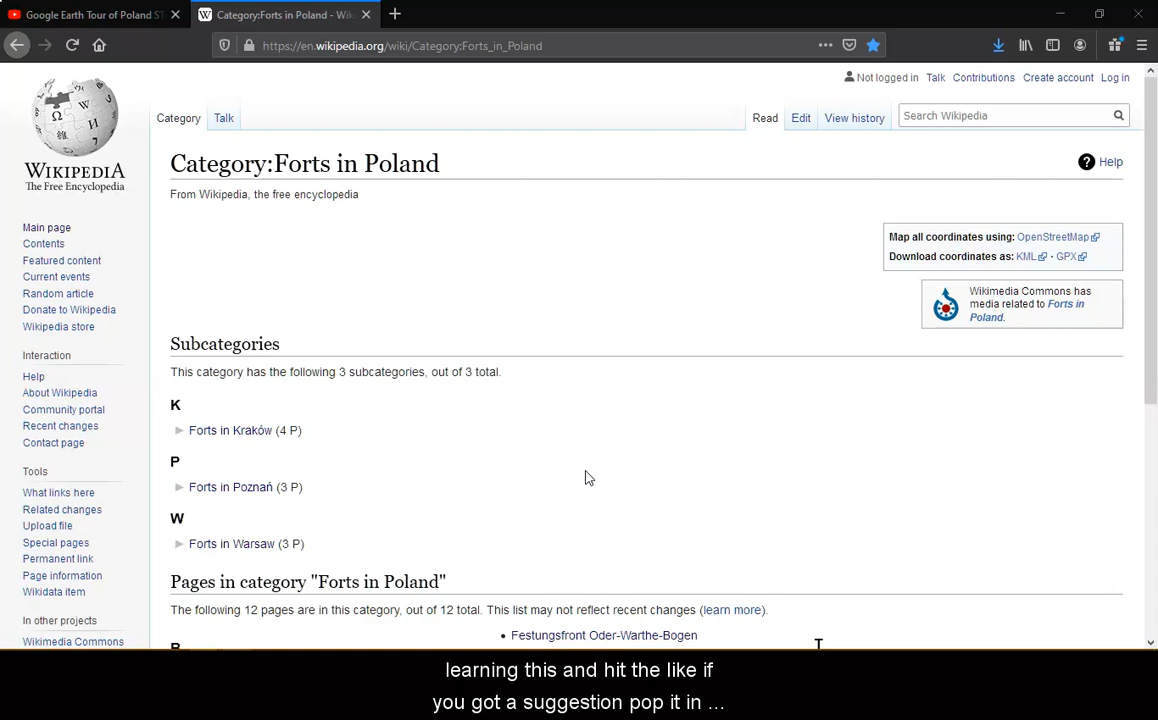 Google Earth Tour of Poland ST
Category:Forts in Poland - Wik
https://en.wikipedia.org/wiki/Category:Forts_in_Poland
Not logged in Talk Contributions Create account Log in
Category Talk Read Edit View history Search Wikipedia
WIKIPEDIA
The Free Encyclopedia
Main page
Contents
Featured content
Current events
Random article
Donate to Wikipedia
Wikipedia store
Interaction
Help
About Wikipedia
Community portal
Recent changes
Contact page
Tools
What links here
Related changes
Upload file
Special pages
Permanent link
Page information
Wikidata item
In other projects
Wikimedia Commons
Category:Forts in Poland
Help
From Wikipedia, the free encyclopedia
Map all coordinates using: OpenStreetMap
Download coordinates as: KML · GPX
Wikimedia Commons has
media related to Forts in
Poland.
Subcategories
This category has the following 3 subcategories, out of 3 total.
K
► Forts in Kraków (4 P)
P
► Forts in Poznań (3 P)
W
► Forts in Warsaw (3 P)
Pages in category "Forts in Poland"
The following 12 pages are in this category, out of 12 total. This list may not reflect recent changes (learn more).
• Festungsfront Oder-Warthe-Bogen
learning this and hit the like if
you got a suggestion pop it in ...